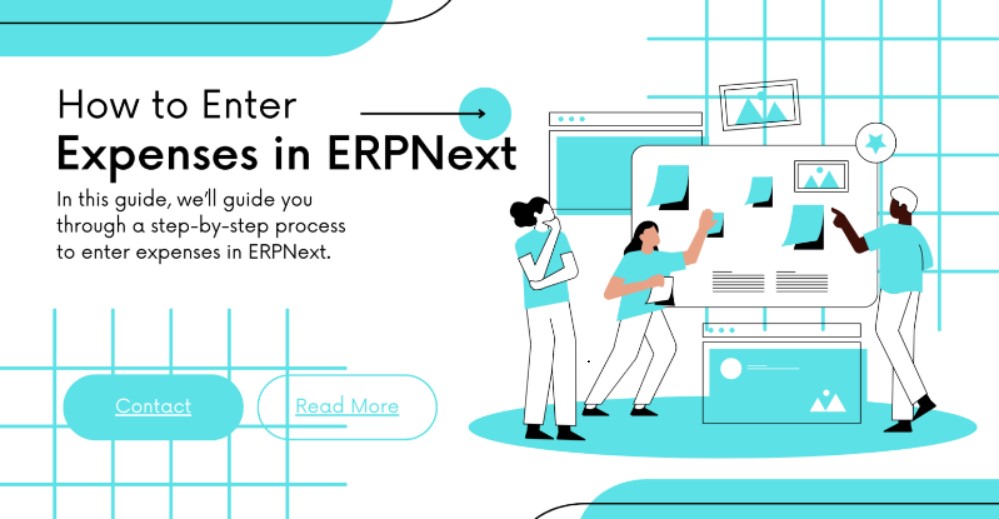 How to Enter
Expenses in ERPNext
In this guide, we'll guide you
through a step-by-step process
to enter expenses in ERPNext.
Contact
Read More